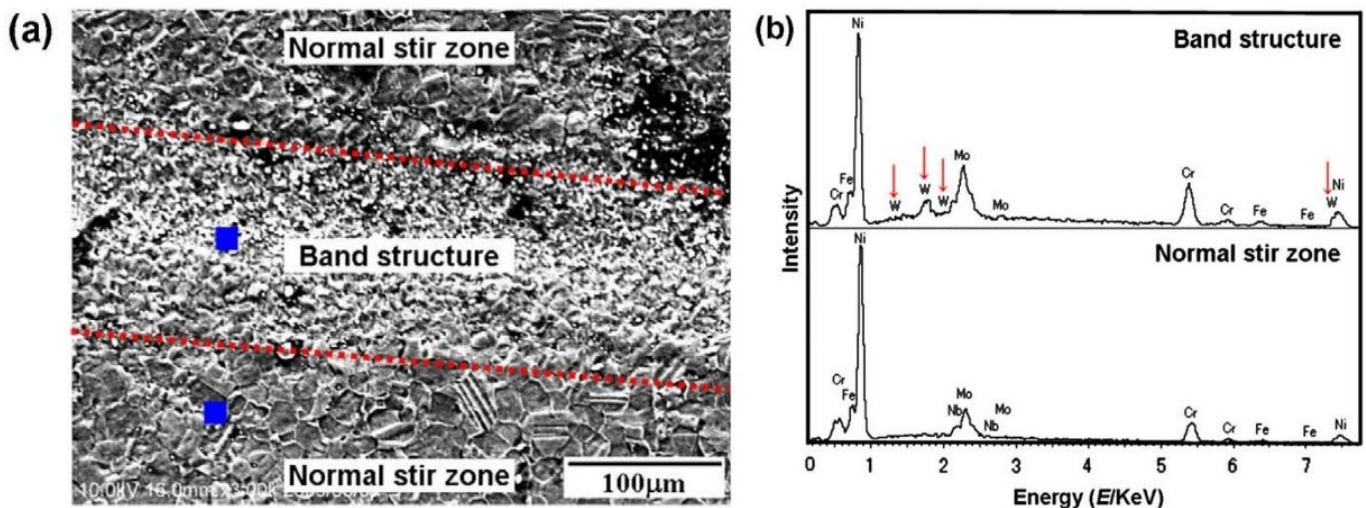 (a)
Normal stir zone
Band structure
Normal stir zone
100μm
(b)
Band structure
Ni
Cr
Fe
W
W
W
Mo
Mo
Cr
Cr
Fe
Fe
W
Ni
Normal stir zone
Ni
Cr
Fe
Nb
Mo
Mo
Nb
Cr
Cr
Fe
Fe
Ni
Intensity
0 1 2 3 4 5 6 7
Energy (E/KeV)